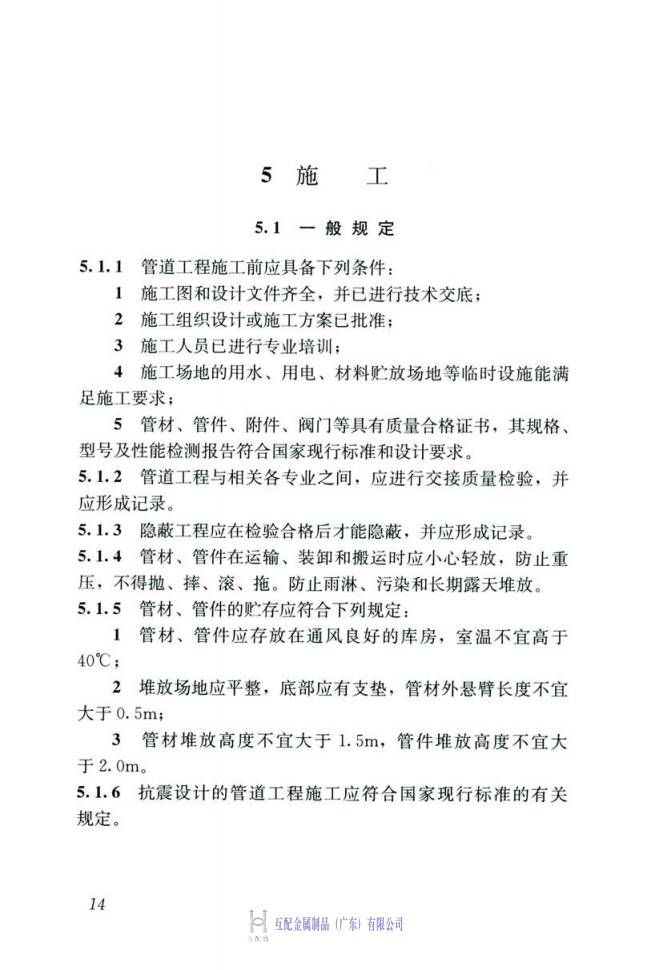 5 施 工
5.1 一般规定
5.1.1 管道工程施工前应具备下列条件：
1 施工图和设计文件齐全，并已进行技术交底；
2 施工组织设计或施工方案已批准；
3 施工人员已进行专业培训；
4 施工场地的用水、用电、材料贮放场地等临时设施能满
足施工要求；
5 管材、管件、附件、阀门等具有质量合格证书，其规格、
型号及性能检测报告符合国家现行标准和设计要求。
5.1.2 管道工程与相关各专业之间，应进行交接质量检验，并
应形成记录。
5.1.3 隐蔽工程应在检验合格后才能隐蔽，并应形成记录。
5.1.4 管材、管件在运输、装卸和搬运时应小心轻放，防止重
压，不得抛、摔、滚、拖。防止雨淋、污染和长期露天堆放。
5.1.5 管材、管件的贮存应符合下列规定：
1 管材、管件应存放在通风良好的库房，室温不宜高于
40℃；
2 堆放场地应平整，底部应有支垫，管材外悬臂长度不宜
大于0.5m；
3 管材堆放高度不宜大于1.5m，管件堆放高度不宜大
于2.0m。
5.1.6 抗震设计的管道工程施工应符合国家现行标准的有关
规定。
14
互配金属制品（广东）有限公司